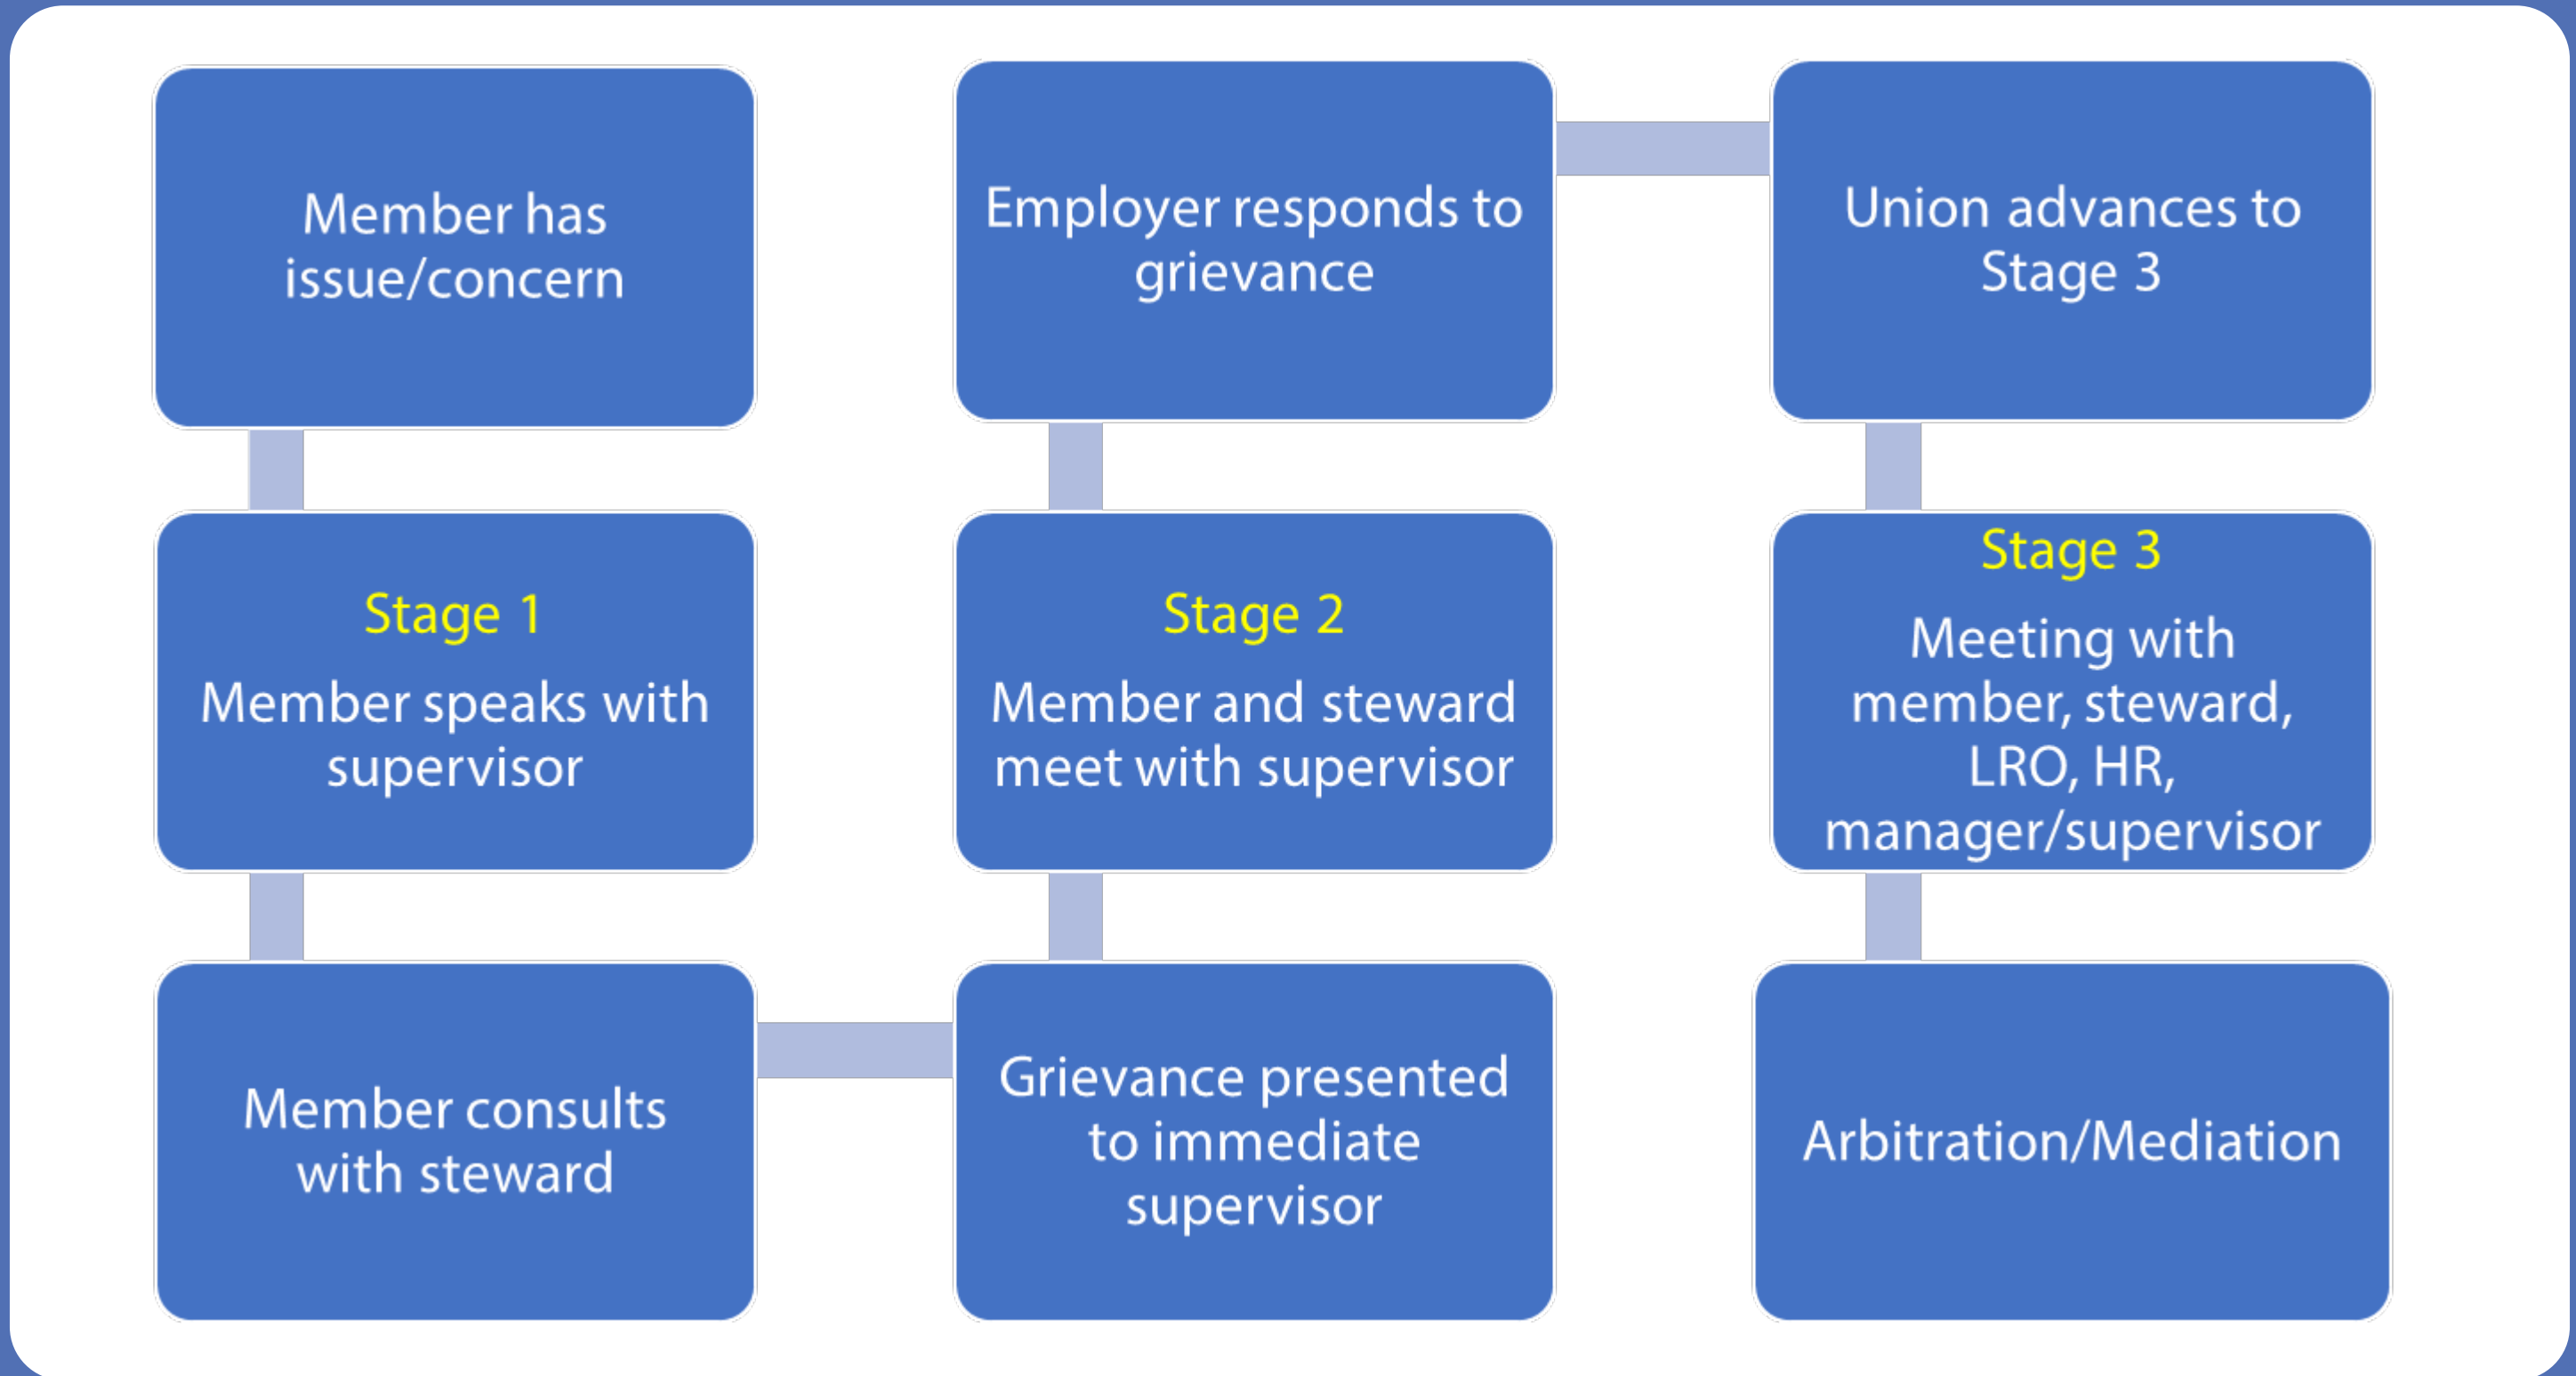 Member has
issue/concern
Stage 1
Member speaks with
supervisor
Member consults
with steward
Grievance presented
to immediate
supervisor
Stage 2
Member and steward
meet with supervisor
Employer responds to
grievance
Union advances to
Stage 3
Stage 3
Meeting with
member, steward,
LRO, HR,
manager/supervisor
Arbitration/Mediation